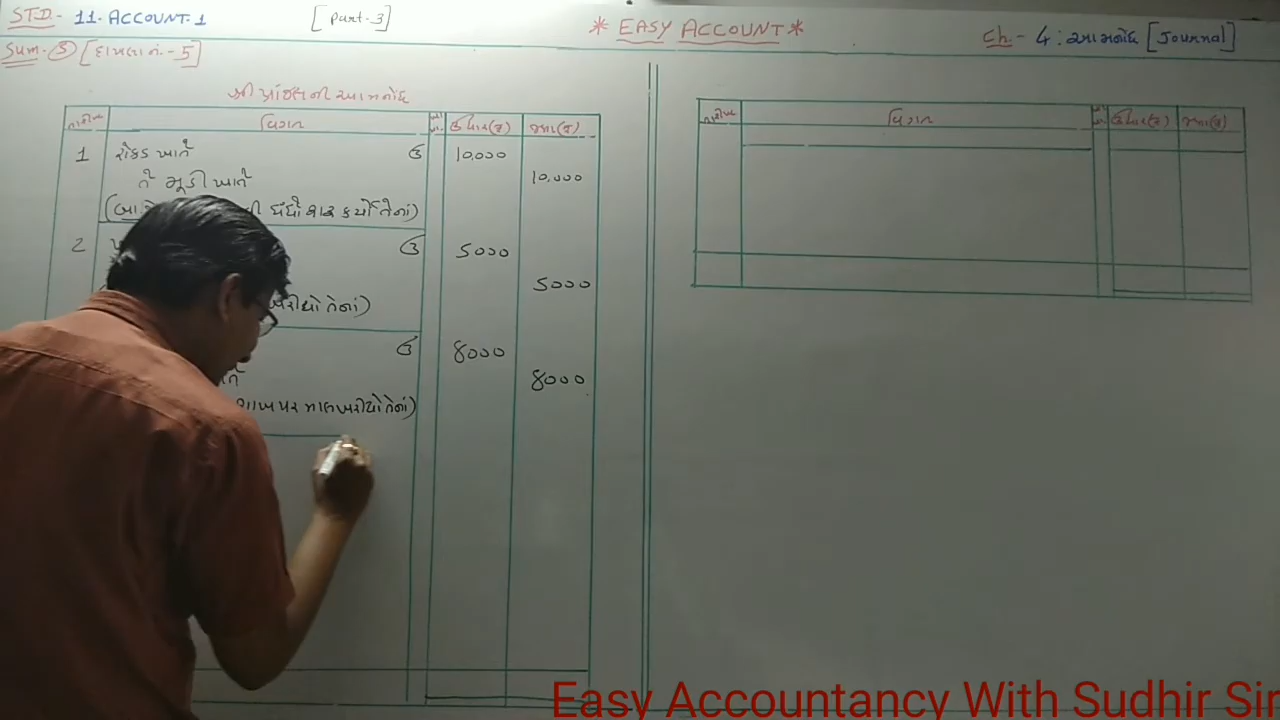 STD- 11. ACCOUNT.1 [Part-3] * EASY ACCOUNT * Ch- 4: આમનોંધ [Journal]
Sum-5 [દાખલા નં.-5]
આમનોંધ
તારીખ વિગત ઉધાર(₹) જમા(₹)
1 રોકડ ખાતે ઉ 10,000
તે મૂડી ખાતે 10,000
ધંધો શરૂ કર્યો તેનાં)
2 ઉ 5000
5000
ખરીદ્યો તેનાં)
ઉ 8000
8000
શાખ પર માલ ખરીદ્યો તેનાં)
તારીખ વિગત ઉધાર(₹) જમા(₹)
Easy Accountancy With Sudhir Sir